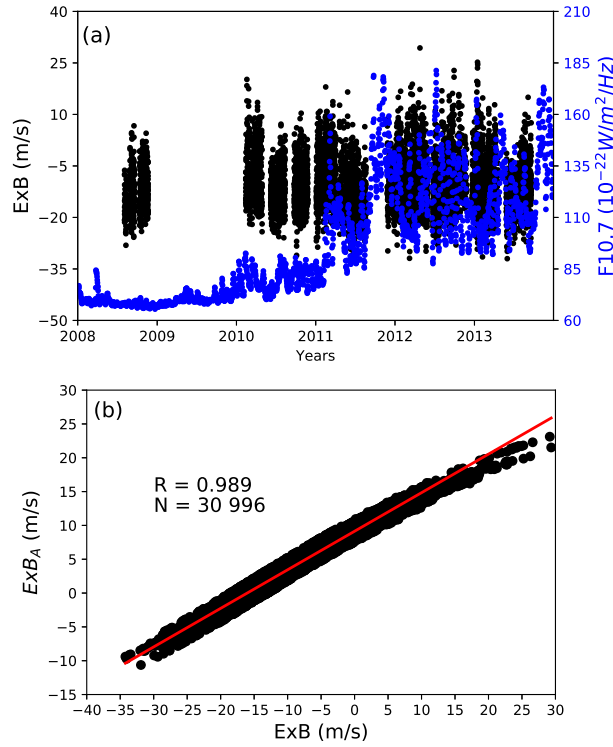 (a)
40
25
10
−5
−20
−35
−50
ExB (m/s)
210
185
160
135
110
85
60
F10.7 (10⁻²²W/m²/Hz)
2008 2009 2010 2011 2012 2013
Years
(b)
R = 0.989
N = 30 996
30
25
20
15
10
5
0
−5
−10
−15
ExB_A (m/s)
−40 −35 −30 −25 −20 −15 −10 −5 0 5 10 15 20 25 30
ExB (m/s)